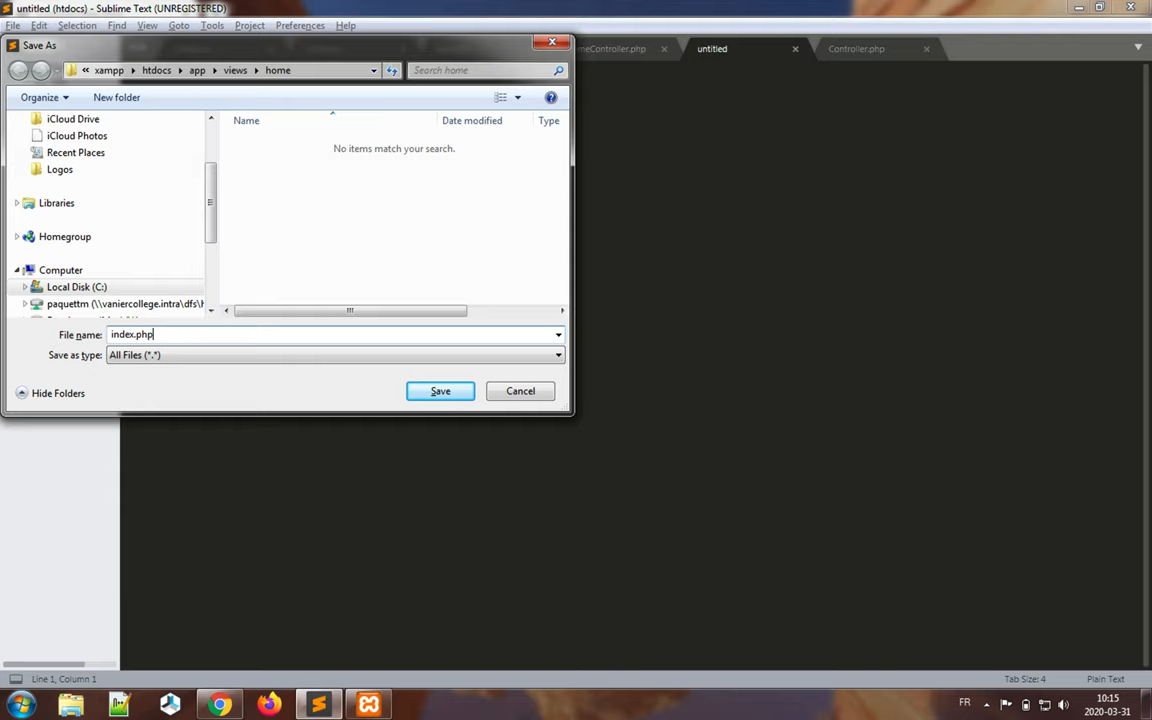 untitled (htdocs) - Sublime Text (UNREGISTERED)
File Edit Selection Find View Goto Tools Project Preferences Help
Save As
meController.php untitled Controller.php
« xampp htdocs app views home Search home
Organize New folder
iCloud Drive
iCloud Photos
Recent Places
Logos
Libraries
Homegroup
Computer
Local Disk (C:)
paquettm (\\vaniercollege.intra\dfs\h
Name Date modified Type
No items match your search.
File name: index.php
Save as type: All Files (*.*)
Hide Folders Save Cancel
Line 1, Column 1 Tab Size: 4 Plain Text
FR 10:15
2020-03-31